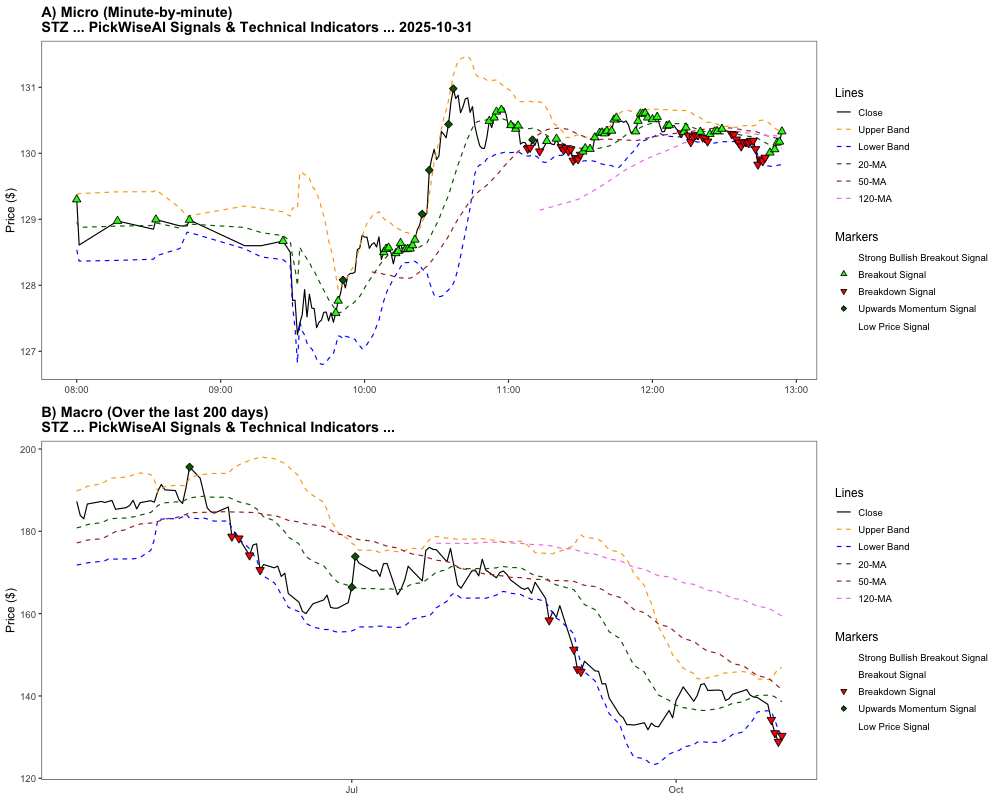 A) Micro (Minute-by-minute)
STZ ... PickWiseAI Signals & Technical Indicators ... 2025-10-31
Price ($)
131
130
129
128
127
08:00
09:00
10:00
11:00
12:00
13:00
Lines
Close
Upper Band
Lower Band
20-MA
50-MA
120-MA
Markers
Strong Bullish Breakout Signal
Breakout Signal
Breakdown Signal
Upwards Momentum Signal
Low Price Signal
B) Macro (Over the last 200 days)
STZ ... PickWiseAI Signals & Technical Indicators ...
Price ($)
200
180
160
140
120
Jul
Oct
Lines
Close
Upper Band
Lower Band
20-MA
50-MA
120-MA
Markers
Strong Bullish Breakout Signal
Breakout Signal
Breakdown Signal
Upwards Momentum Signal
Low Price Signal